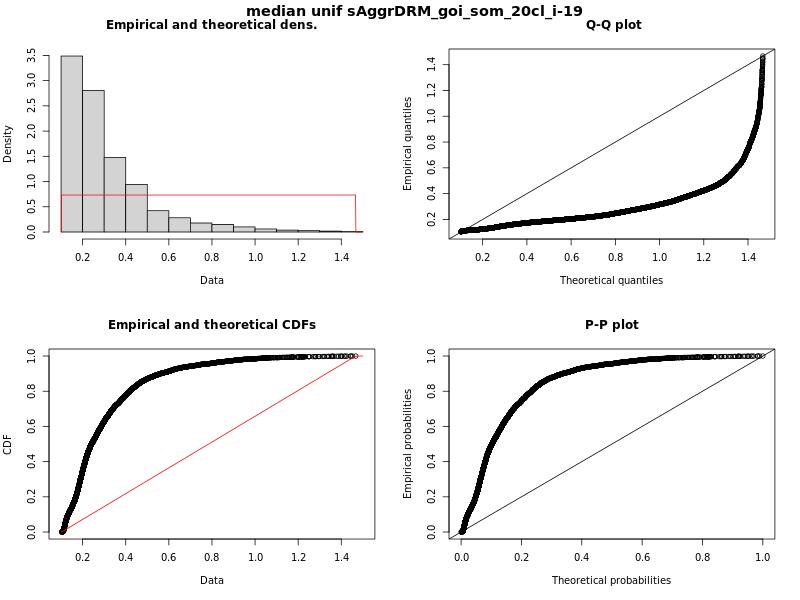 median unif sAggrDRM_goi_som_20cl_i-19
Empirical and theoretical dens.
Density
0.0 0.5 1.0 1.5 2.0 2.5 3.0 3.5
0.2 0.4 0.6 0.8 1.0 1.2 1.4
Data
Q-Q plot
Empirical quantiles
0.2 0.4 0.6 0.8 1.0 1.2 1.4
0.2 0.4 0.6 0.8 1.0 1.2 1.4
Theoretical quantiles
Empirical and theoretical CDFs
CDF
0.0 0.2 0.4 0.6 0.8 1.0
0.2 0.4 0.6 0.8 1.0 1.2 1.4
Data
P-P plot
Empirical probabilities
0.0 0.2 0.4 0.6 0.8 1.0
0.0 0.2 0.4 0.6 0.8 1.0
Theoretical probabilities